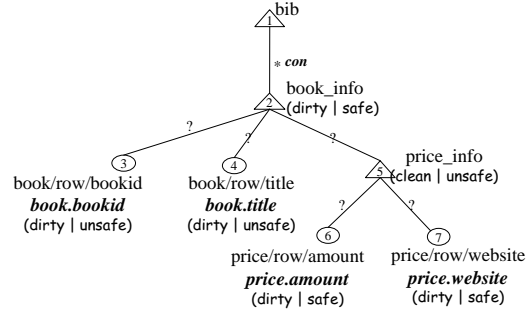 bib
1
* con
book_info
2
(dirty | safe)
? ? ?
3 4 5
price_info
(clean | unsafe)
book/row/bookid book/row/title
book.bookid book.title
(dirty | unsafe) (dirty | unsafe)
? ?
6 7
price/row/amount price/row/website
price.amount price.website
(dirty | safe) (dirty | safe)